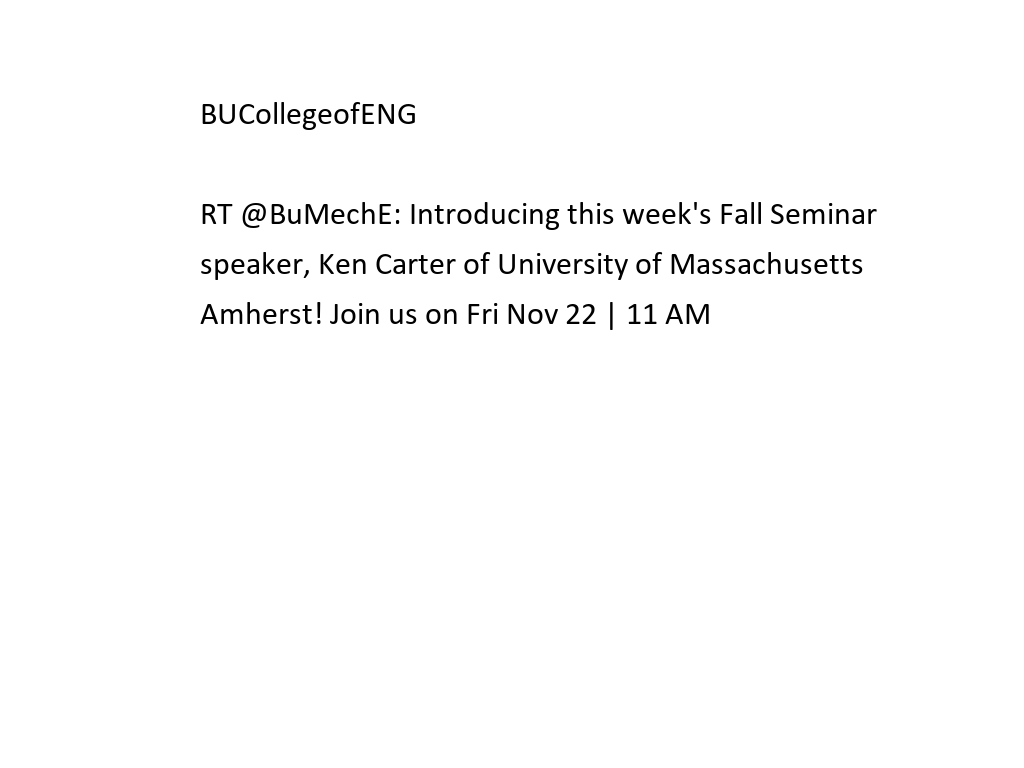 BUCollegeofENG
RT @BuMechE: Introducing this week's Fall Seminar
speaker, Ken Carter of University of Massachusetts
Amherst! Join us on Fri Nov 22 | 11 AM